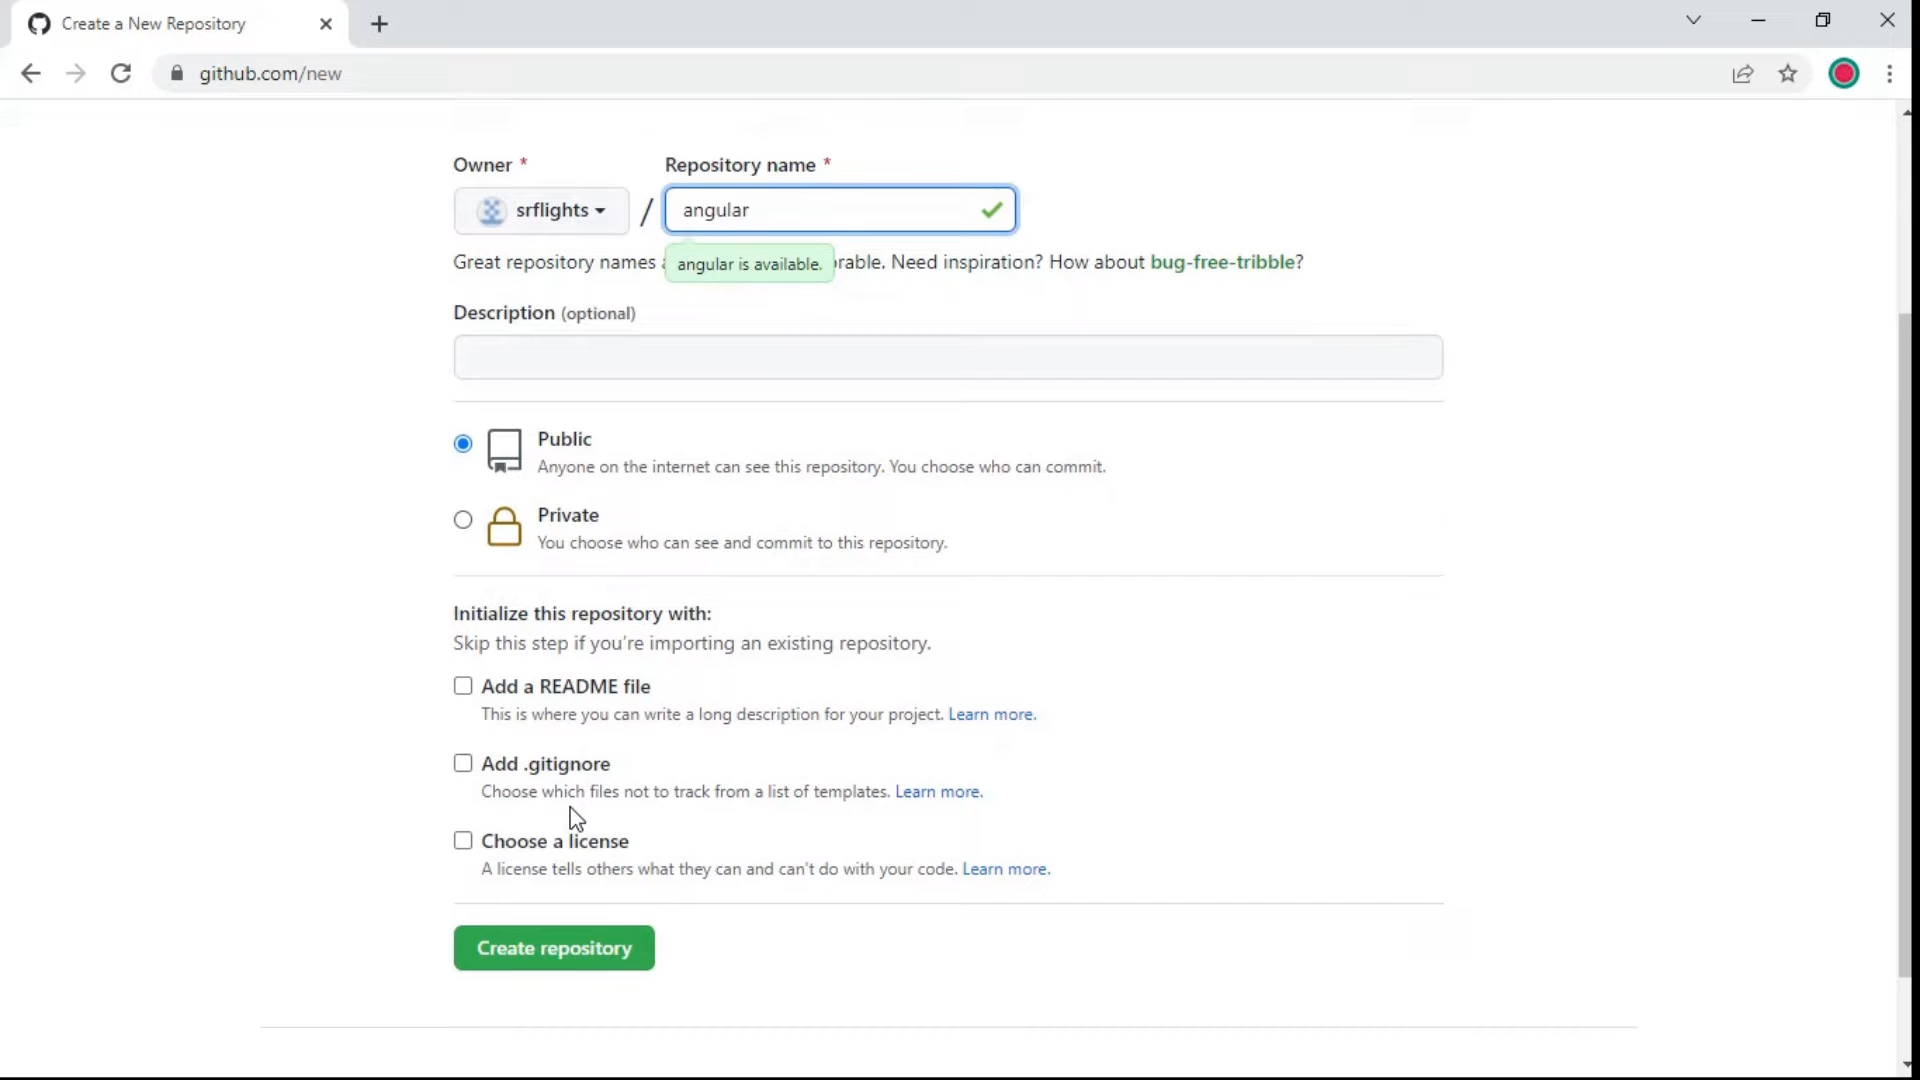 Create a New Repository
github.com/new
Owner *
Repository name *
srflights
/
angular
Great repository names a
angular is available.
rable. Need inspiration? How about bug-free-tribble?
Description (optional)
Public
Anyone on the internet can see this repository. You choose who can commit.
Private
You choose who can see and commit to this repository.
Initialize this repository with:
Skip this step if you're importing an existing repository.
Add a README file
This is where you can write a long description for your project. Learn more.
Add .gitignore
Choose which files not to track from a list of templates. Learn more.
Choose a license
A license tells others what they can and can't do with your code. Learn more.
Create repository